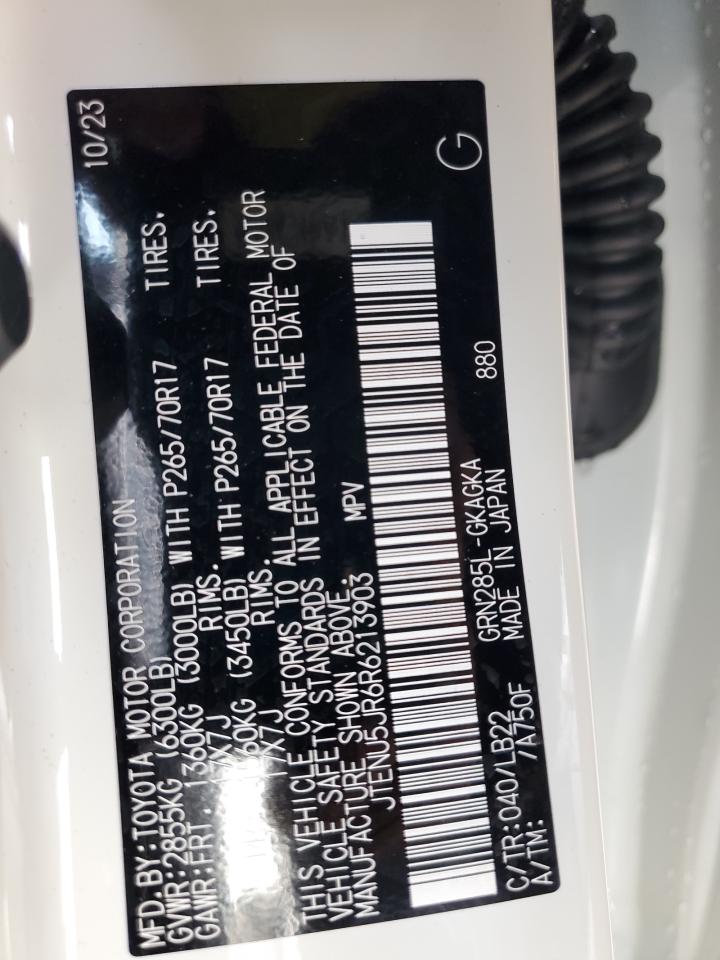 MFD.BY:TOYOTA MOTOR CORPORATION 10/23
GVWR:2855KG (6300LB)
GAWR:FRT. 1360KG (3000LB) WITH P265/70R17 TIRES.
X7J RIMS.
(3450LB) WITH P265/70R17 TIRES.
X7J RIMS.
THIS VEHICLE CONFORMS TO ALL APPLICABLE FEDERAL MOTOR
VEHICLE SAFETY STANDARDS IN EFFECT ON THE DATE OF
MANUFACTURE SHOWN ABOVE.
JTENU5JR6R6213903 MPV
C/TR:040/LB22 GRN285L-GKAGKA 880 G
A/TM: /A750F MADE IN JAPAN